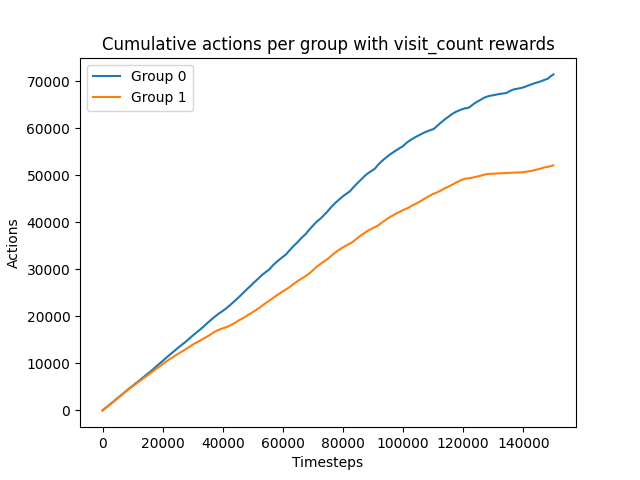 Cumulative actions per group with visit_count rewards
Group 0
Group 1
70000
60000
50000
40000
30000
20000
10000
0
Actions
0 20000 40000 60000 80000 100000 120000 140000
Timesteps